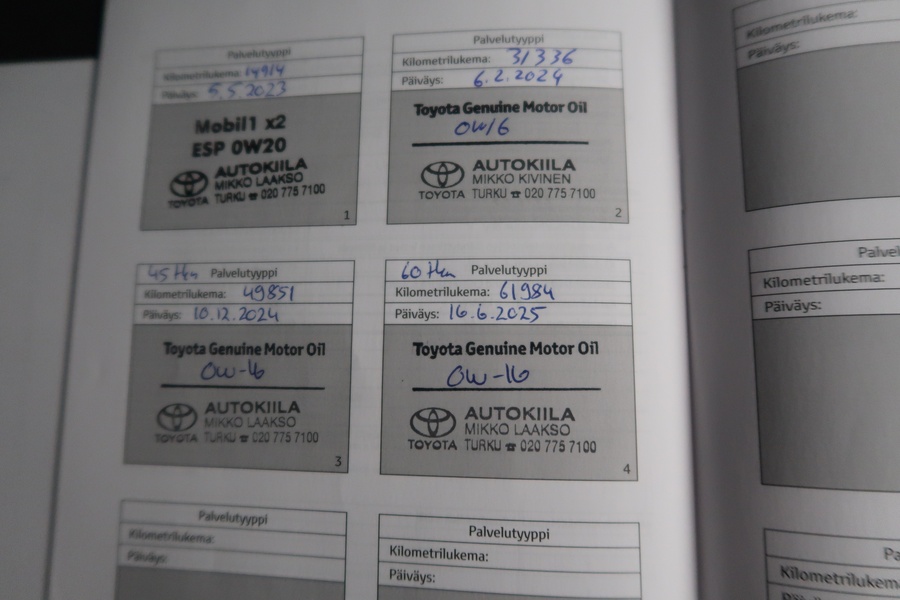 Palvelutyyppi
Kilometrilukema: 14914
Päiväys: 5.5.2023
Mobil1 x2
ESP 0W20
AUTOKIILA
MIKKO LAAKSO
TOYOTA TURKU ☎ 020 775 7100
1
Palvelutyyppi
Kilometrilukema: 31336
Päiväys: 6.2.2024
Toyota Genuine Motor Oil
0W16
AUTOKIILA
MIKKO KIVINEN
TOYOTA TURKU ☎ 020 775 7100
2
45 Palvelutyyppi
Kilometrilukema: 49851
Päiväys: 10.12.2024
Toyota Genuine Motor Oil
0W-16
AUTOKIILA
MIKKO LAAKSO
TOYOTA TURKU ☎ 020 775 7100
3
60 Palvelutyyppi
Kilometrilukema: 61984
Päiväys: 16.6.2025
Toyota Genuine Motor Oil
0W-16
AUTOKIILA
MIKKO LAAKSO
TOYOTA TURKU ☎ 020 775 7100
4
Palvelutyyppi
Kilometrilukema:
Päiväys:
Palvelutyyppi
Kilometrilukema:
Päiväys:
Kilometrilukema:
Päiväys:
Palvel
Kilometrilukema:
Päiväys:
Pa
Kilometrilukem